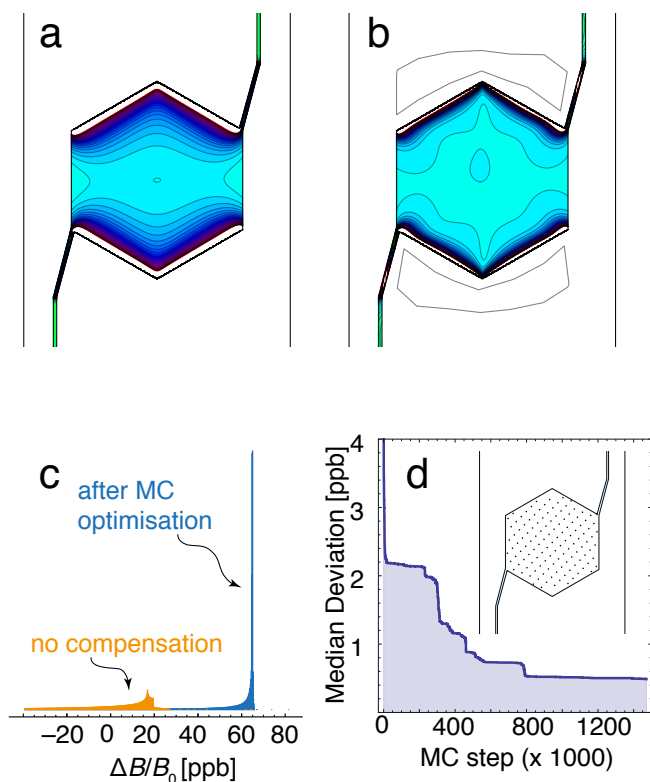 a
b
c
after MC
optimisation
no compensation
–20 0 20 40 60 80
ΔB/B₀ [ppb]
d
Median Deviation [ppb]
4
3
2
1
0 400 800 1200
MC step (x 1000)